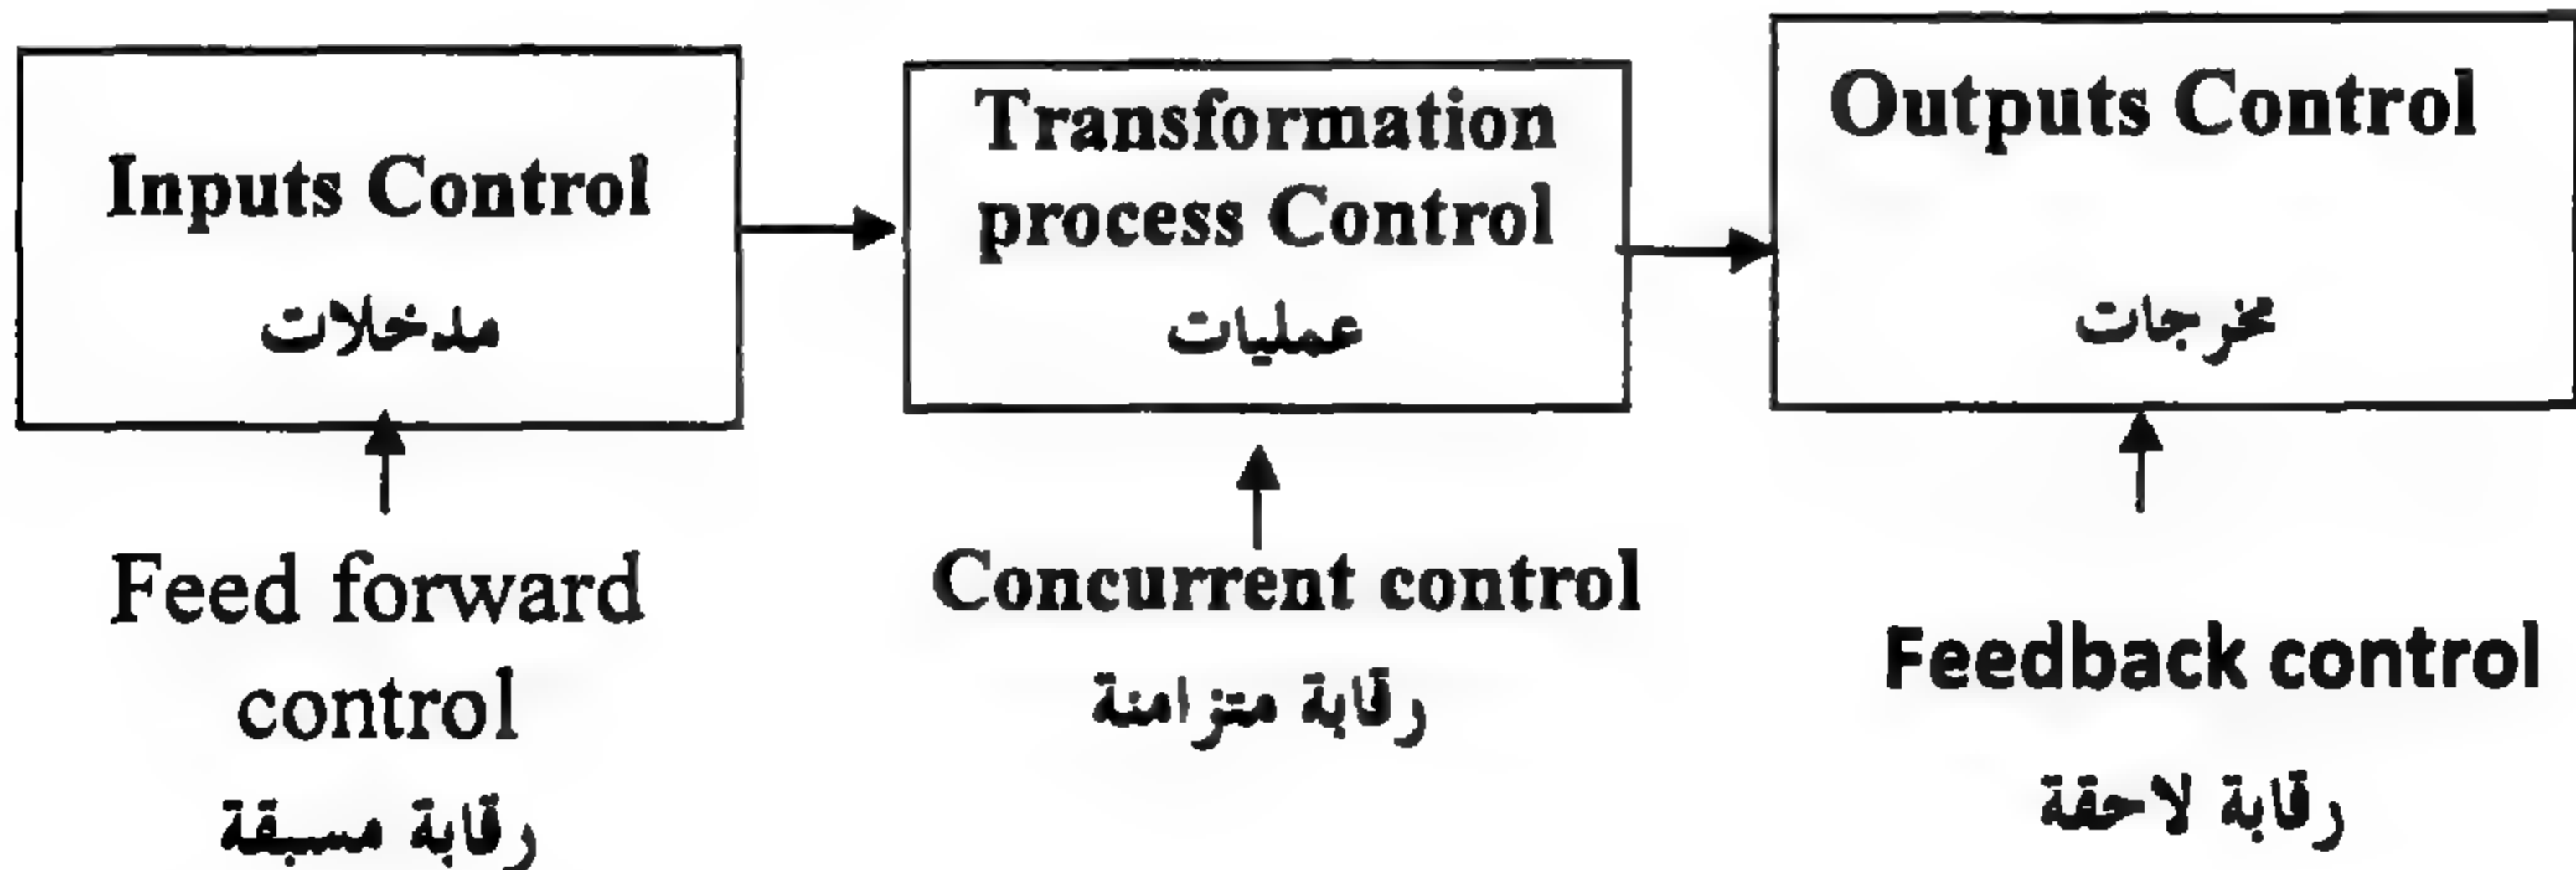 Inputs Control
مدخلات
Transformation
process Control
عمليات
Outputs Control
مخرجات
Feed forward
control
رقابة مسبقة
Concurrent control
رقابة متزامنة
Feedback control
رقابة لاحقة